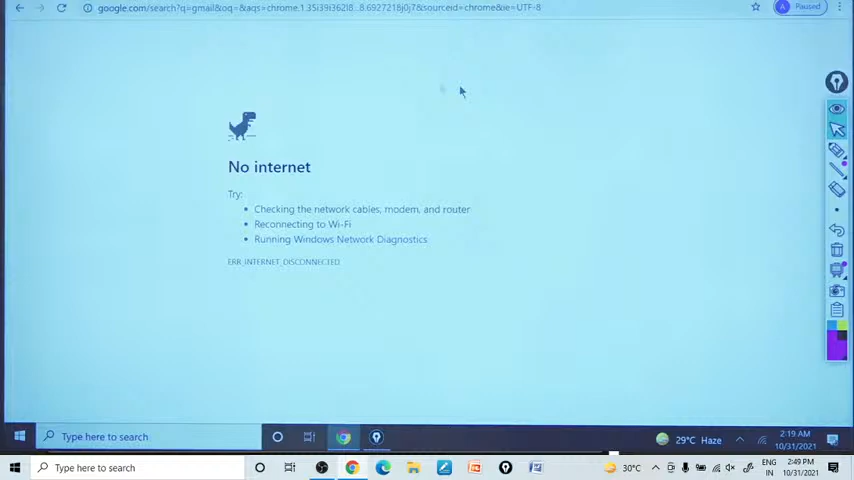 google.com/search?q=gmail&oq=&aqs=chrome.1.35i39i362l8...8.6927218j0j7&sourceid=chrome&ie=UTF-8
A Paused
No internet
Try:
• Checking the network cables, modem, and router
• Reconnecting to Wi-Fi
• Running Windows Network Diagnostics
ERR_INTERNET_DISCONNECTED
Type here to search
29°C Haze
2:19 AM
10/31/2021
Type here to search
30°C
ENG
IN
2:49 PM
10/31/2021